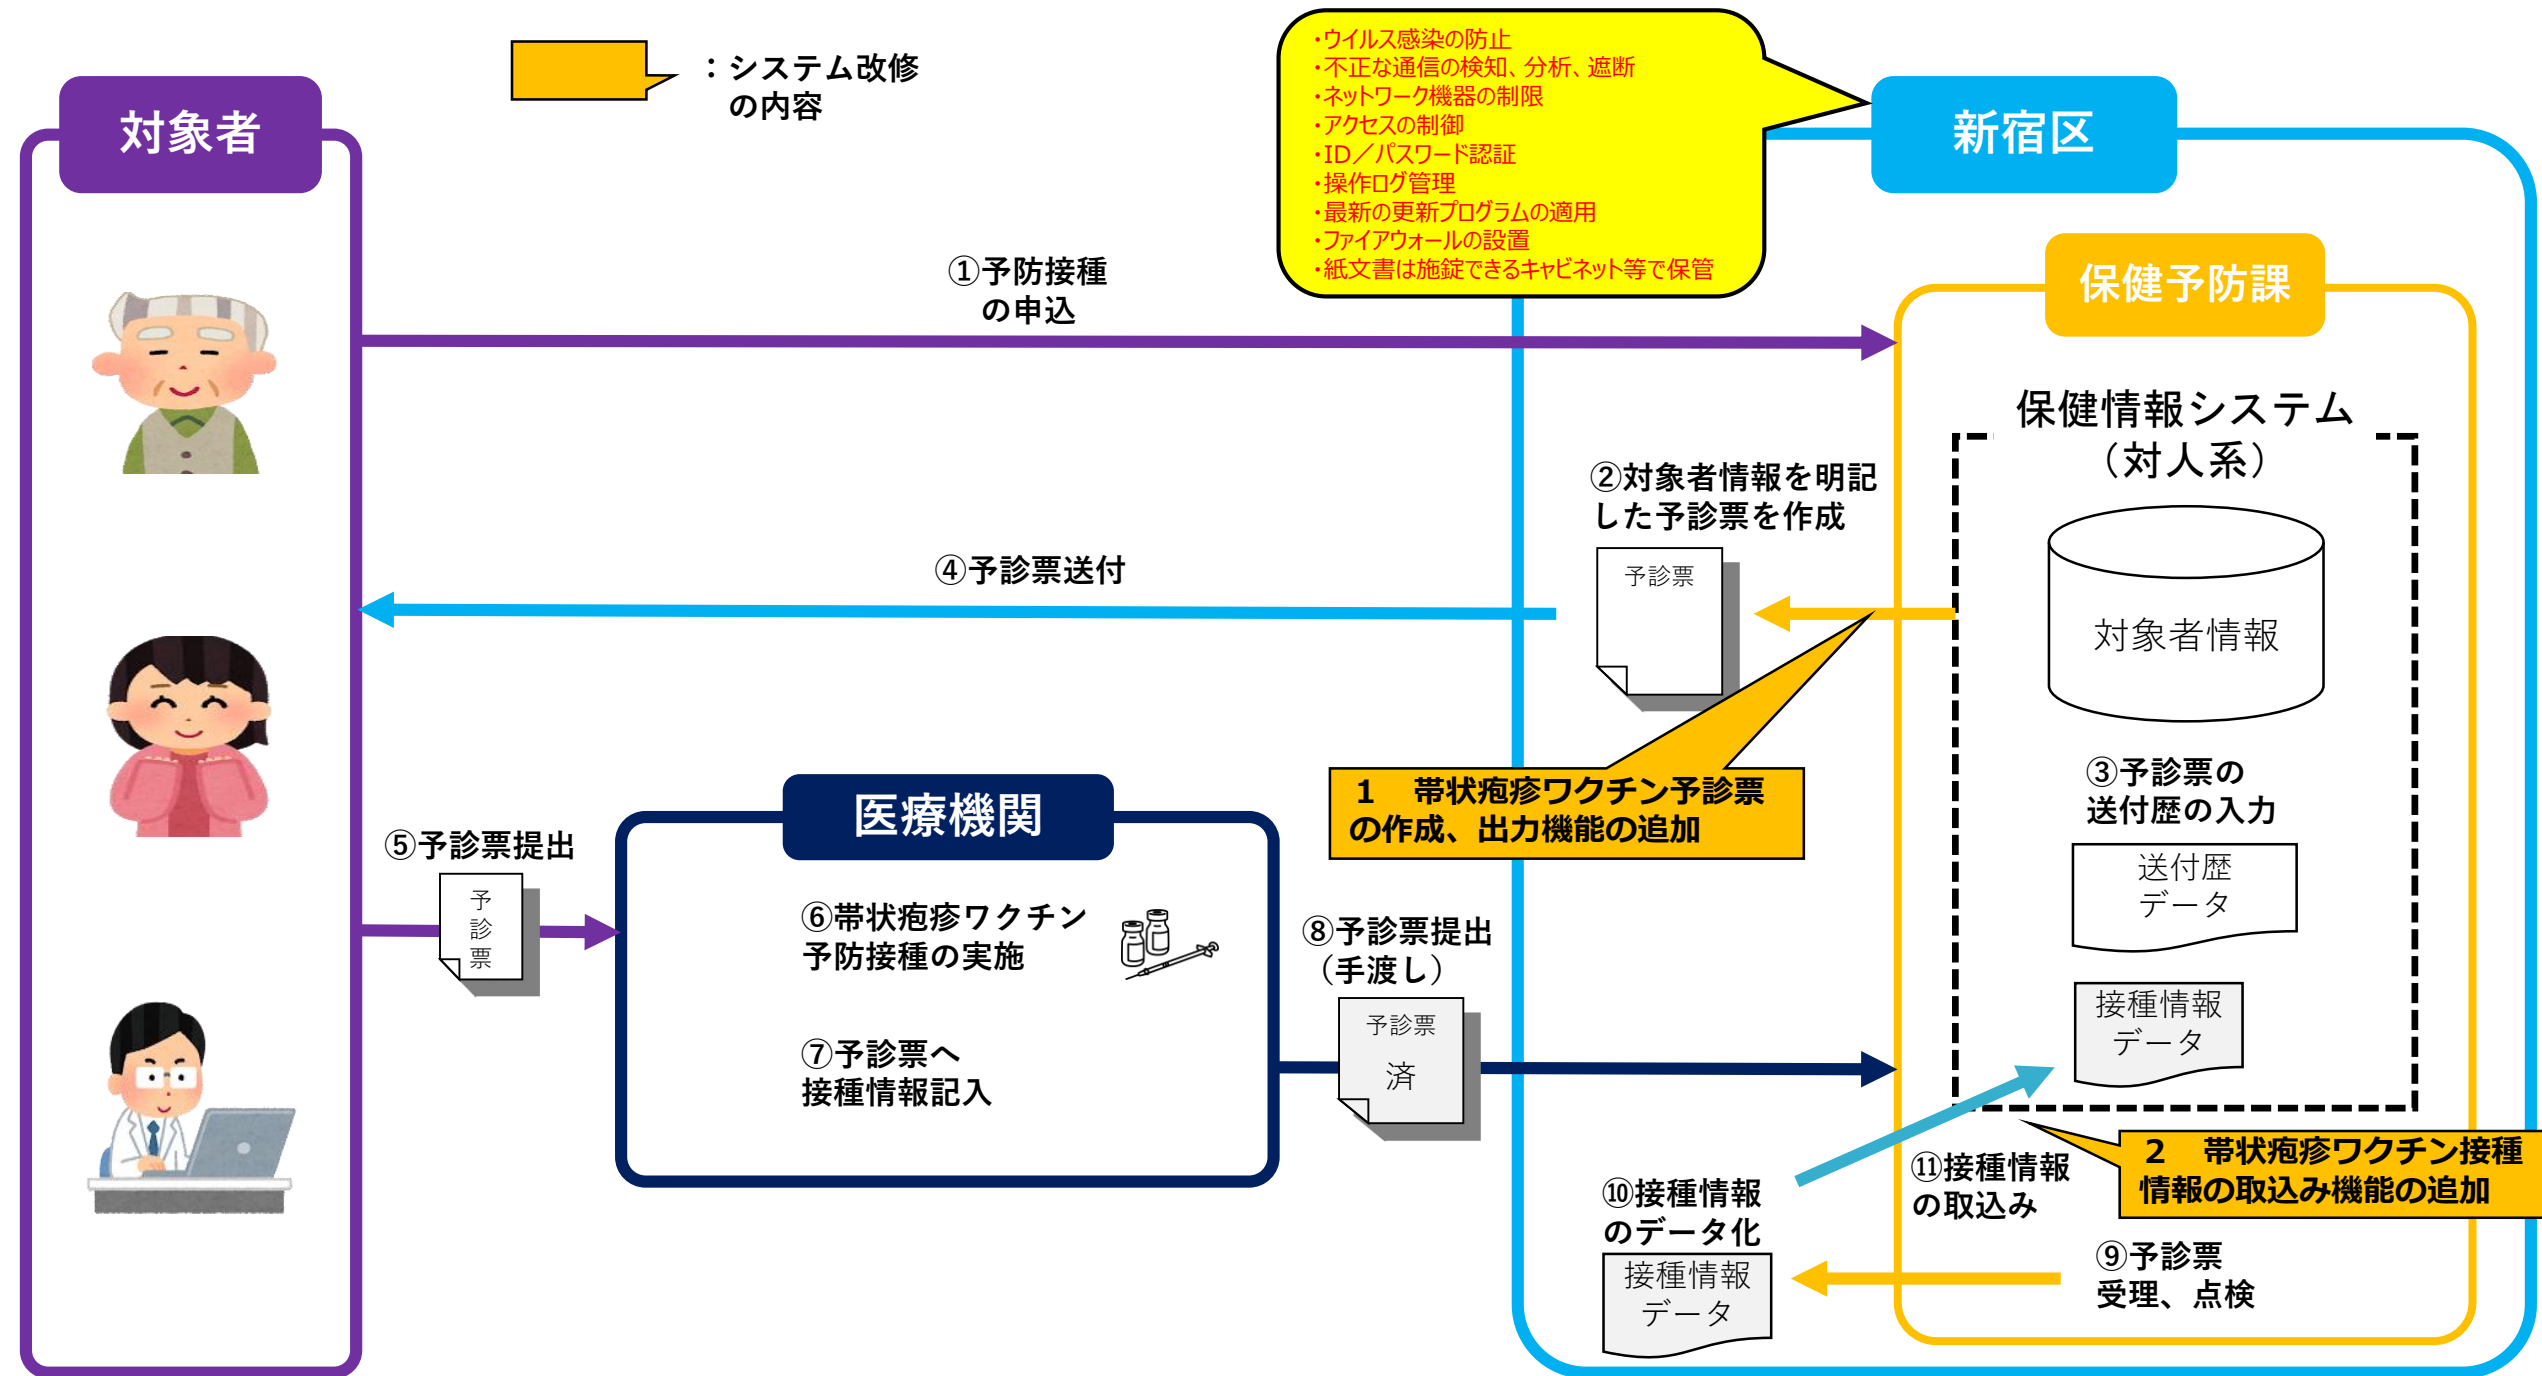 ：システム改修
の内容
・ウイルス感染の防止
・不正な通信の検知、分析、遮断
・ネットワーク機器の制限
・アクセスの制御
・ID／パスワード認証
・操作ログ管理
・最新の更新プログラムの適用
・ファイアウォールの設置
・紙文書は施錠できるキャビネット等で保管
対象者
新宿区
①予防接種
の申込
保健予防課
保健情報システム
（対人系）
②対象者情報を明記
した予診票を作成
予診票
④予診票送付
対象者情報
1　帯状疱疹ワクチン予診票
の作成、出力機能の追加
③予診票の
送付歴の入力
送付歴
データ
接種情報
データ
医療機関
⑤予診票提出
予
診
票
⑥帯状疱疹ワクチン
予防接種の実施
⑦予診票へ
接種情報記入
⑧予診票提出
（手渡し）
予診票
済
2　帯状疱疹ワクチン接種
情報の取込み機能の追加
⑪接種情報
の取込み
⑩接種情報
のデータ化
接種情報
データ
⑨予診票
受理、点検